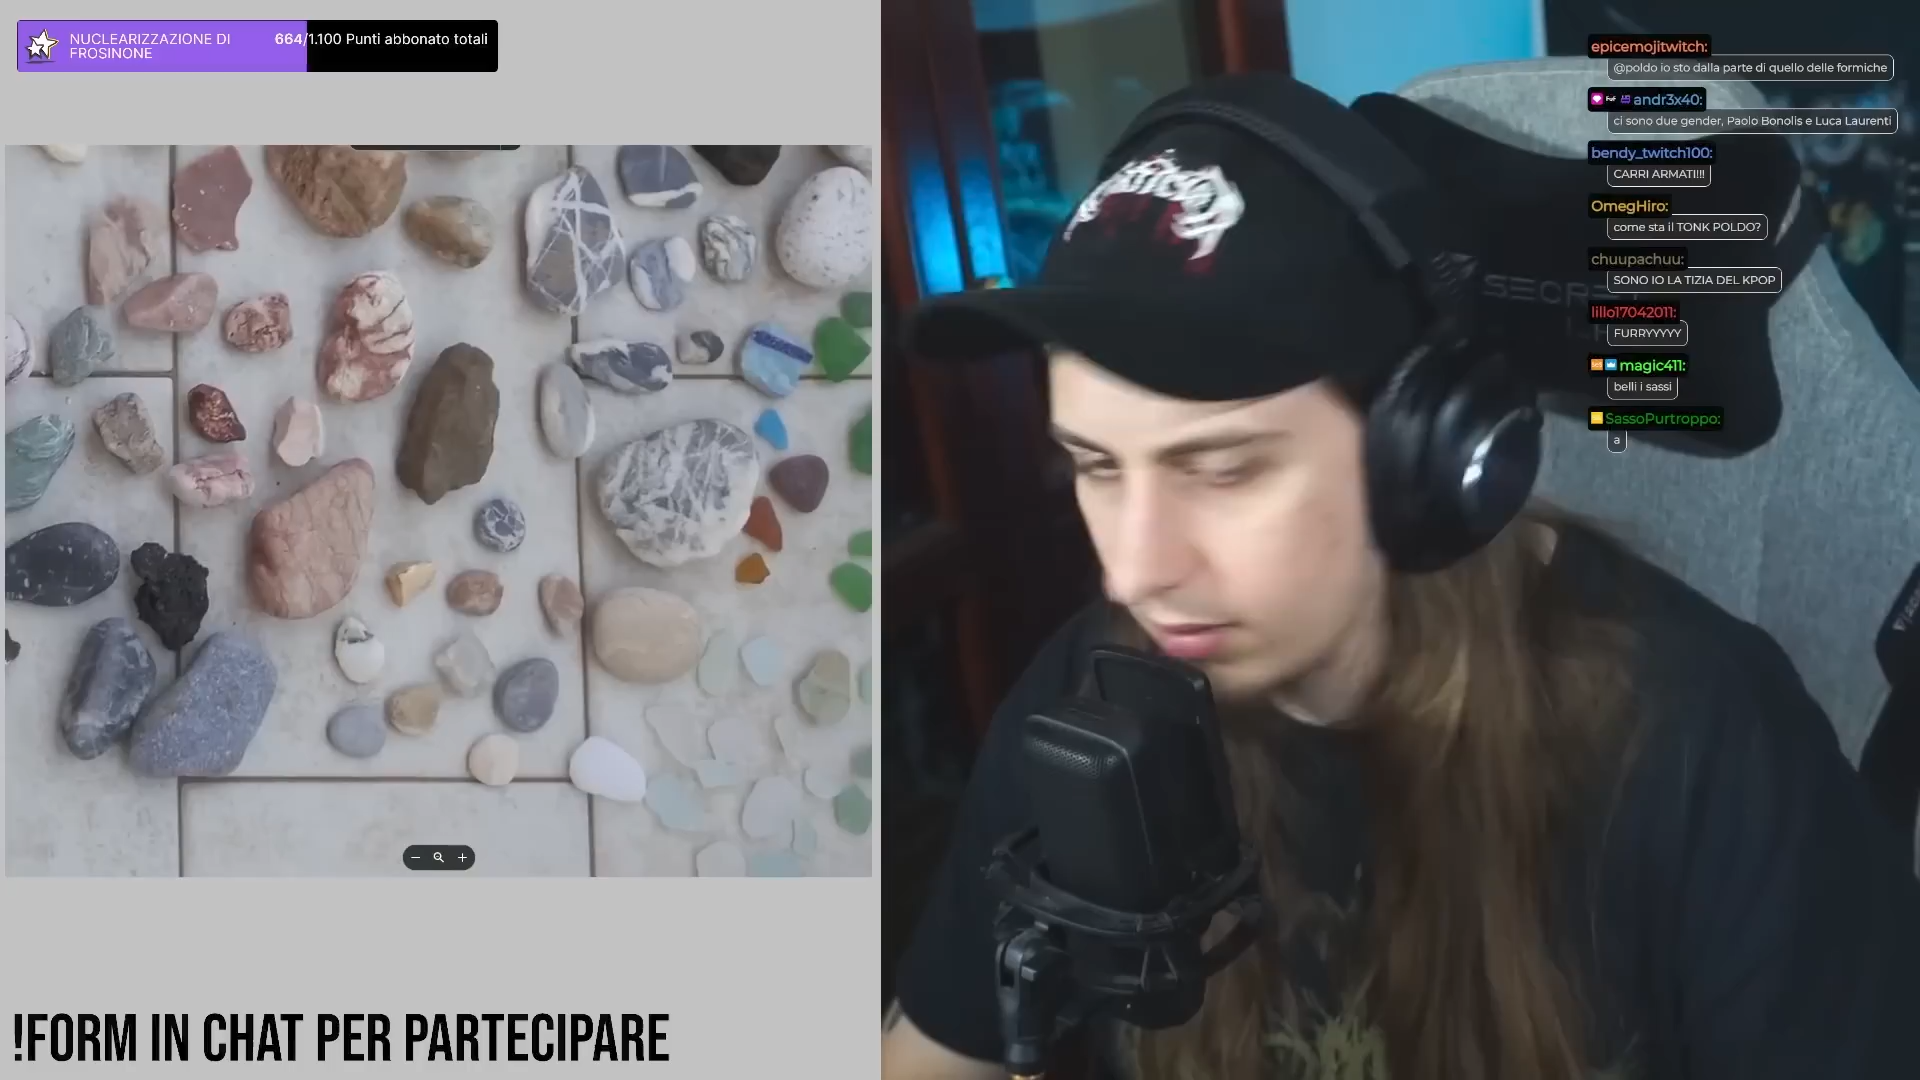 NUCLEARIZZAZIONE DI
FROSINONE
664/1.100 Punti abbonato totali
epicemojitwitch:
@poldo io sto dalla parte di quello delle formiche
andr3x40:
ci sono due gender, Paolo Bonolis e Luca Laurenti
bendy_twitch100:
CARRI ARMATI!!!
OmegHiro:
come sta il TONK POLDO?
chuupachuu:
SONO IO LA TIZIA DEL KPOP
lillo17042011:
FURRYYYYY
magic411:
belli i sassi
SassoPurtroppo:
a
!FORM IN CHAT PER PARTECIPARE